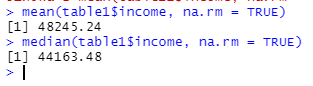 > mean(table1$income, na.rm = TRUE)
[1] 48245.24
> median(table1$income, na.rm = TRUE)
[1] 44163.48
>